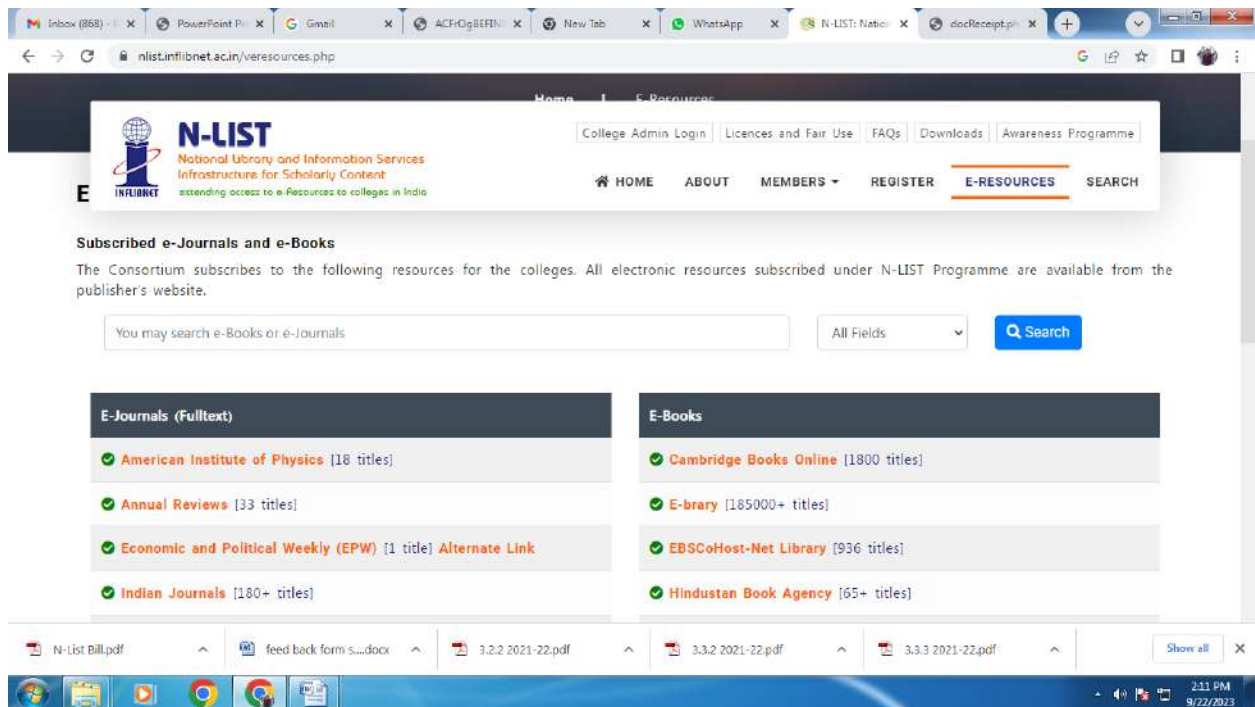 Inbox (868) - I
PowerPoint Pr
Gmail
ACFrOgBEFIN
New Tab
WhatsApp
N-LIST: Nation
docReceipt.ph
nlist.inflibnet.ac.in/veresources.php
Home | E-Resources
INFLIBNET
N-LIST
National Library and Information Services
Infrastructure for Scholarly Content
extending access to e-Resources to colleges in India
College Admin Login
Licences and Fair Use
FAQs
Downloads
Awareness Programme
HOME
ABOUT
MEMBERS
REGISTER
E-RESOURCES
SEARCH
E
Subscribed e-Journals and e-Books
The Consortium subscribes to the following resources for the colleges. All electronic resources subscribed under N-LIST Programme are available from the
publisher's website.
You may search e-Books or e-Journals
All Fields
Search
E-Journals (Fulltext)
American Institute of Physics [18 titles]
Annual Reviews [33 titles]
Economic and Political Weekly (EPW) [1 title] Alternate Link
Indian Journals [180+ titles]
E-Books
Cambridge Books Online [1800 titles]
E-brary [185000+ titles]
EBSCoHost-Net Library [936 titles]
Hindustan Book Agency [65+ titles]
N-List Bill.pdf
feed back form s....docx
3.2.2 2021-22.pdf
3.3.2 2021-22.pdf
3.3.3 2021-22.pdf
Show all
2:11 PM
9/22/2023